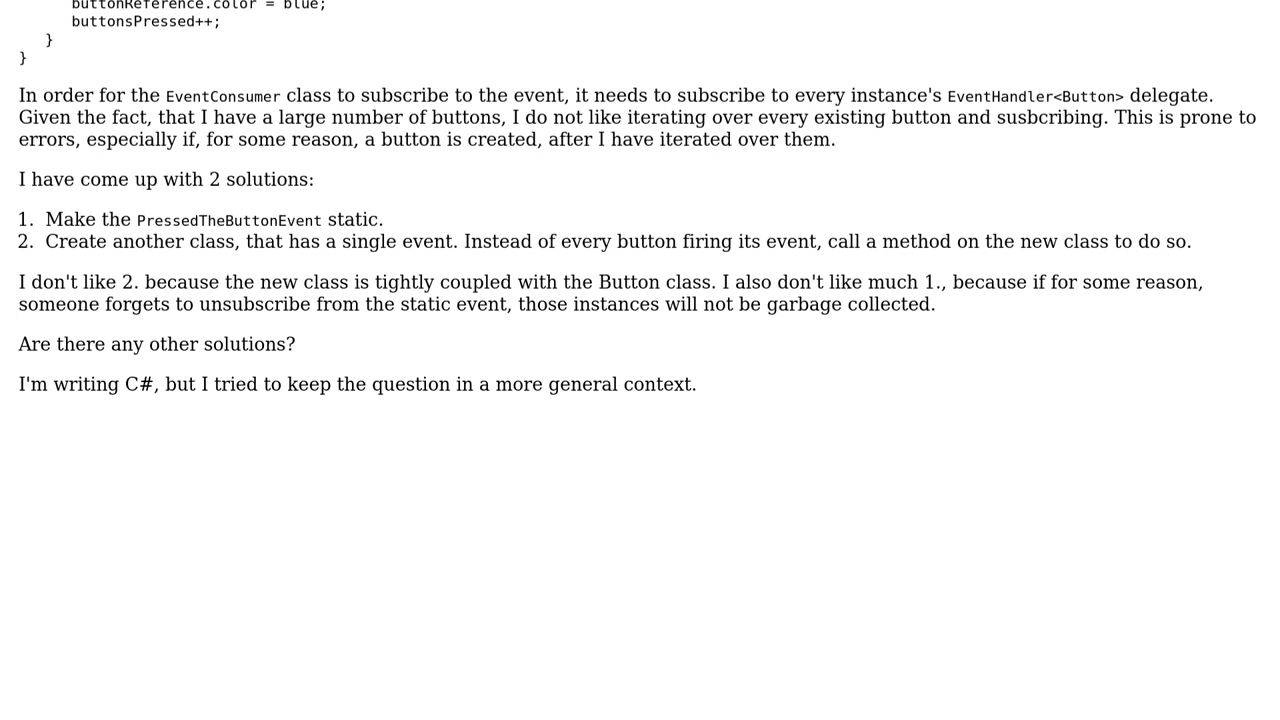 buttonReference.color = blue;
buttonsPressed++;
}
}
In order for the EventConsumer class to subscribe to the event, it needs to subscribe to every instance's EventHandler<Button> delegate.
Given the fact, that I have a large number of buttons, I do not like iterating over every existing button and susbcribing. This is prone to
errors, especially if, for some reason, a button is created, after I have iterated over them.
I have come up with 2 solutions:
1. Make the PressedTheButtonEvent static.
2. Create another class, that has a single event. Instead of every button firing its event, call a method on the new class to do so.
I don't like 2. because the new class is tightly coupled with the Button class. I also don't like much 1., because if for some reason,
someone forgets to unsubscribe from the static event, those instances will not be garbage collected.
Are there any other solutions?
I'm writing C#, but I tried to keep the question in a more general context.